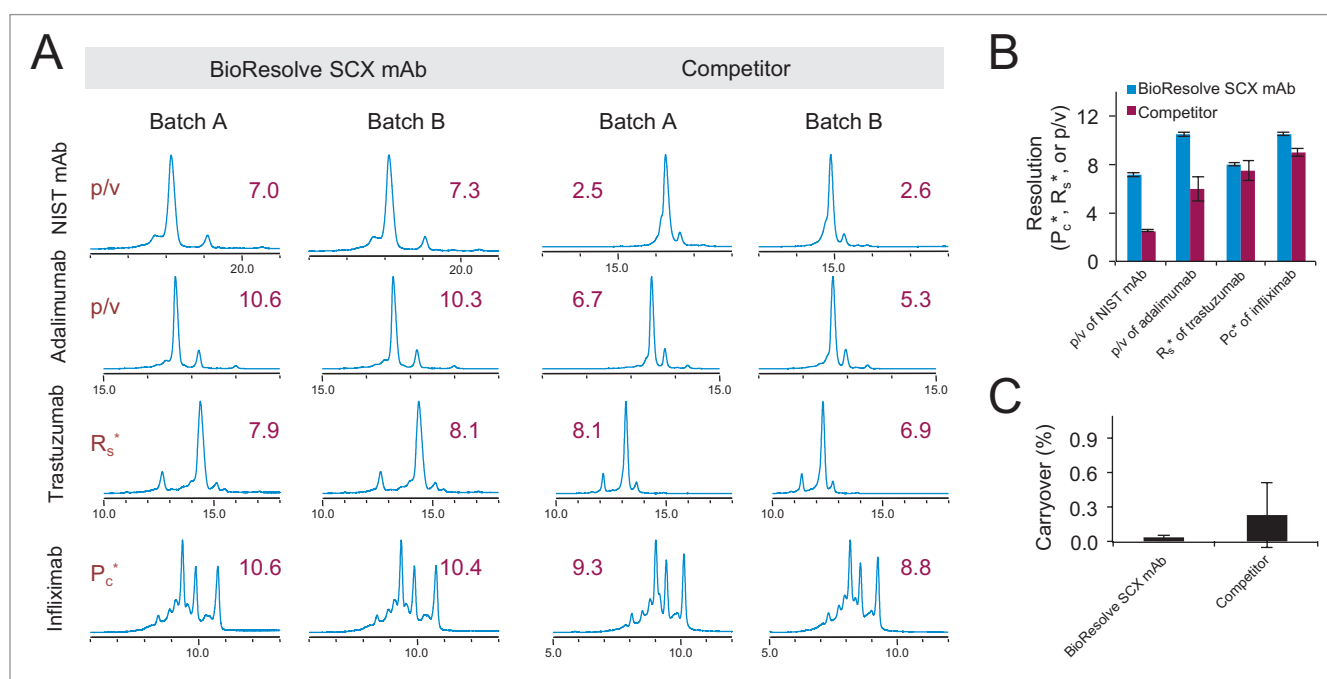 A
BioResolve SCX mAb
Competitor
Batch A
Batch B
Batch A
Batch B
NIST mAb
p/v
7.0
7.3
2.5
2.6
20.0
20.0
15.0
15.0
Adalimumab
p/v
10.6
10.3
6.7
5.3
15.0
15.0
15.0
15.0
Trastuzumab
Rs*
7.9
8.1
8.1
6.9
10.0
15.0
10.0
15.0
10.0
15.0
10.0
15.0
Infliximab
Pc*
10.6
10.4
9.3
8.8
10.0
10.0
5.0
10.0
5.0
10.0
B
BioResolve SCX mAb
Competitor
Resolution
(Pc*, Rs*, or p/v)
12
8
4
0
p/v of NIST mAb
p/v of adalimumab
Rs* of trastuzumab
Pc* of infliximab
C
Carryover (%)
0.9
0.6
0.3
0.0
BioResolve SCX mAb
Competitor